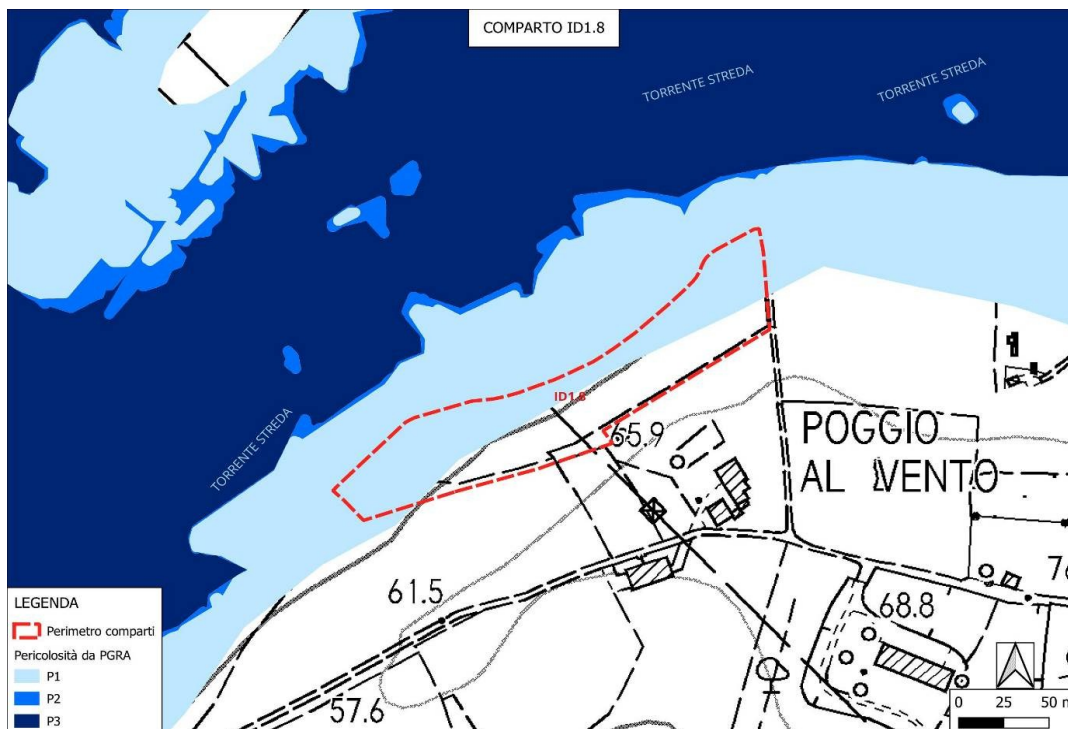 COMPARTO ID1.8
TORRENTE STREDA
TORRENTE STREDA
TORRENTE STREDA
ID1.8
65.9
POGGIO
AL VENTO
61.5
68.8
57.6
LEGENDA
Perimetro comparti
Pericolosità da PGRA
P1
P2
P3
0 25 50 m